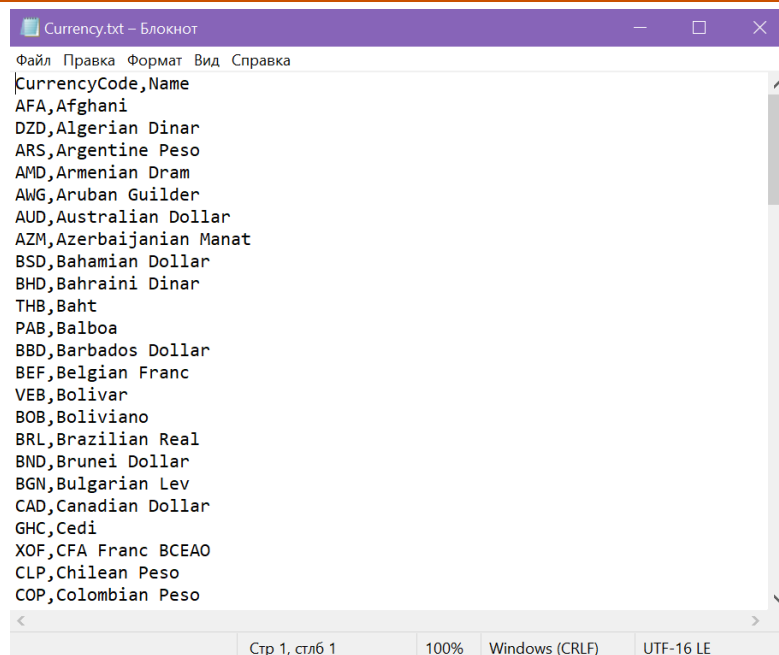 Currency.txt – Блокнот
Файл Правка Формат Вид Справка
CurrencyCode,Name
AFA,Afghani
DZD,Algerian Dinar
ARS,Argentine Peso
AMD,Armenian Dram
AWG,Aruban Guilder
AUD,Australian Dollar
AZM,Azerbaijanian Manat
BSD,Bahamian Dollar
BHD,Bahraini Dinar
THB,Baht
PAB,Balboa
BBD,Barbados Dollar
BEF,Belgian Franc
VEB,Bolivar
BOB,Boliviano
BRL,Brazilian Real
BND,Brunei Dollar
BGN,Bulgarian Lev
CAD,Canadian Dollar
GHC,Cedi
XOF,CFA Franc BCEAO
CLP,Chilean Peso
COP,Colombian Peso
Стр 1, стлб 1 100% Windows (CRLF) UTF-16 LE